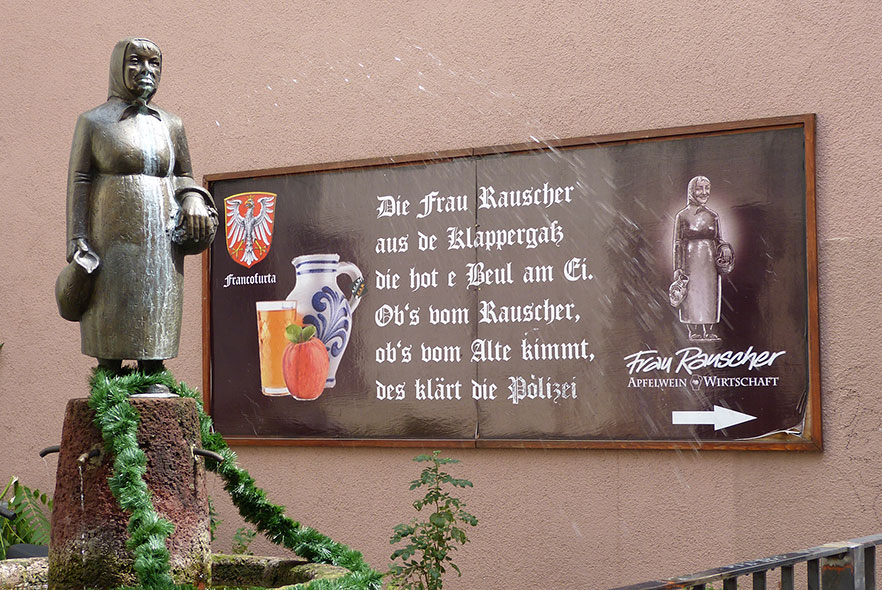 Francofurta
Die Frau Rauscher
aus de Klappergaß
die hot e Beul am Ei.
Ob's vom Rauscher,
ob's vom Alte kimmt,
des klärt die Polizei
Frau Rauscher
APFELWEIN WIRTSCHAFT